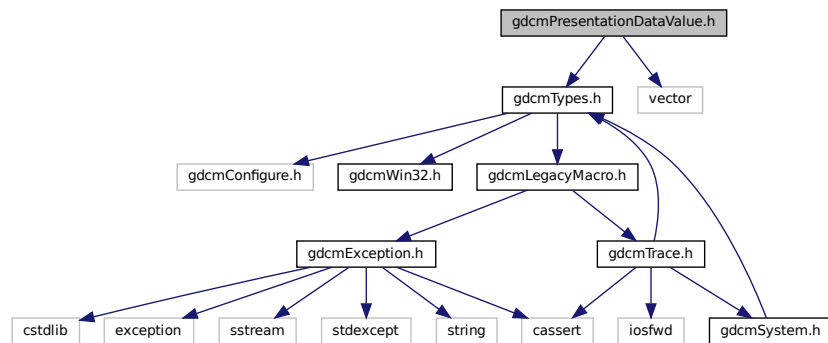 gdcmPresentationDataValue.h
gdcmTypes.h
vector
gdcmConfigure.h
gdcmWin32.h
gdcmLegacyMacro.h
gdcmException.h
gdcmTrace.h
cstdlib
exception
sstream
stdexcept
string
cassert
iosfwd
gdcmSystem.h